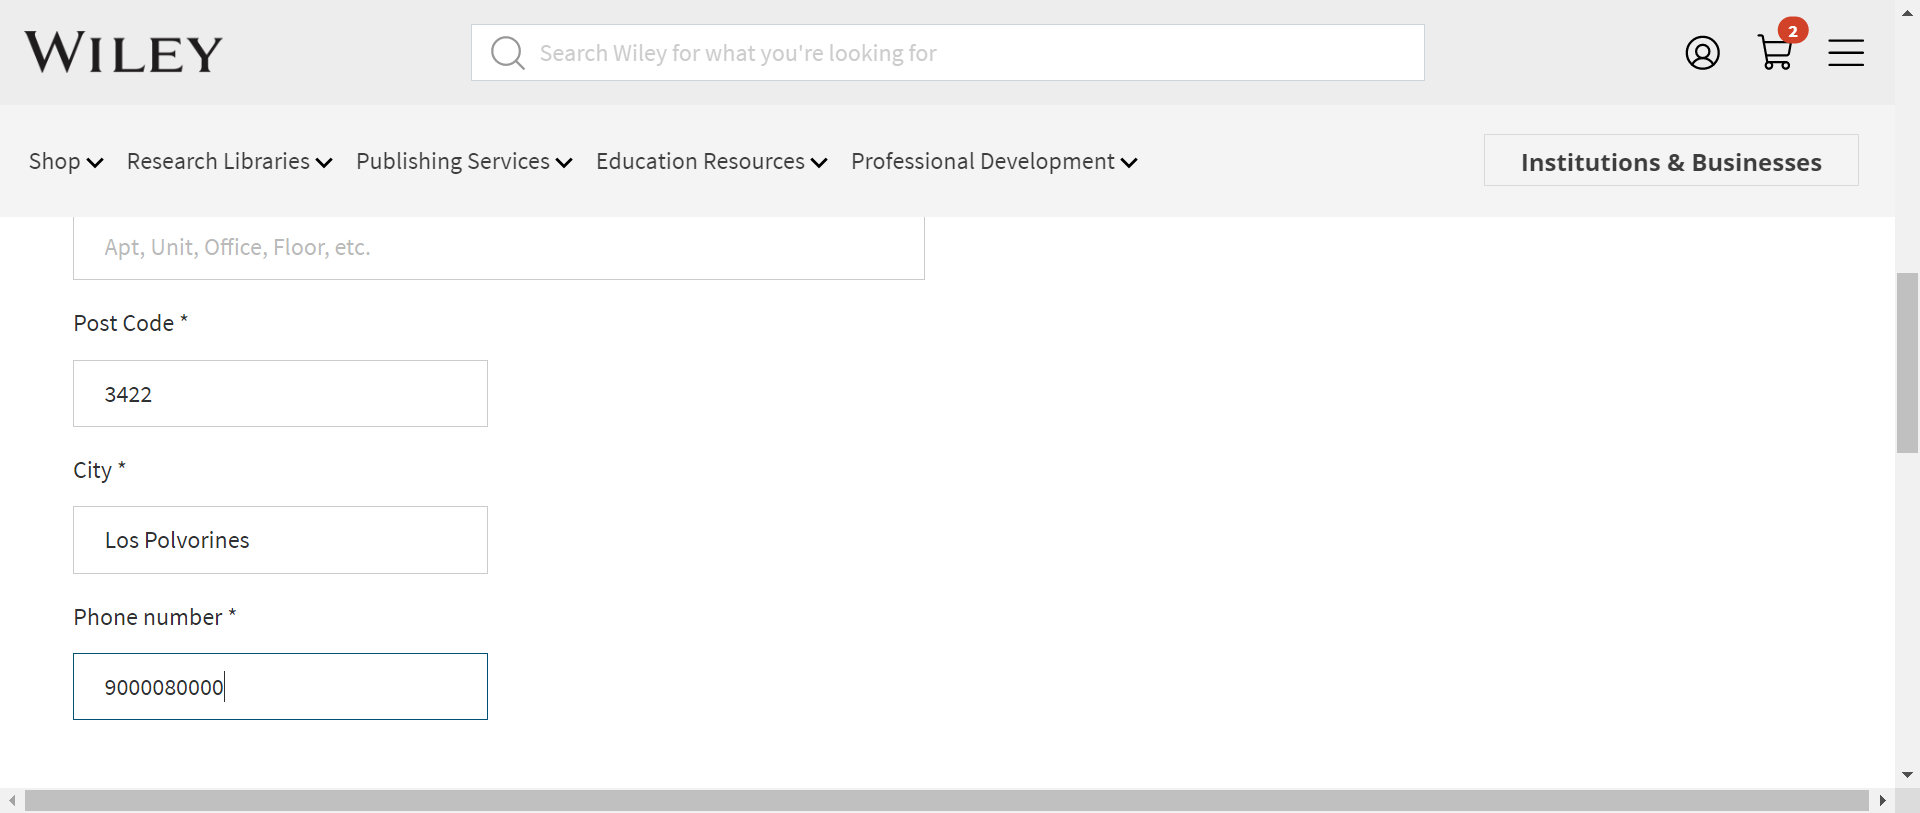 WILEY
Search Wiley for what you're looking for
2
Shop Research Libraries Publishing Services Education Resources Professional Development Institutions & Businesses
Apt, Unit, Office, Floor, etc.
Post Code *
3422
City *
Los Polvorines
Phone number *
9000080000